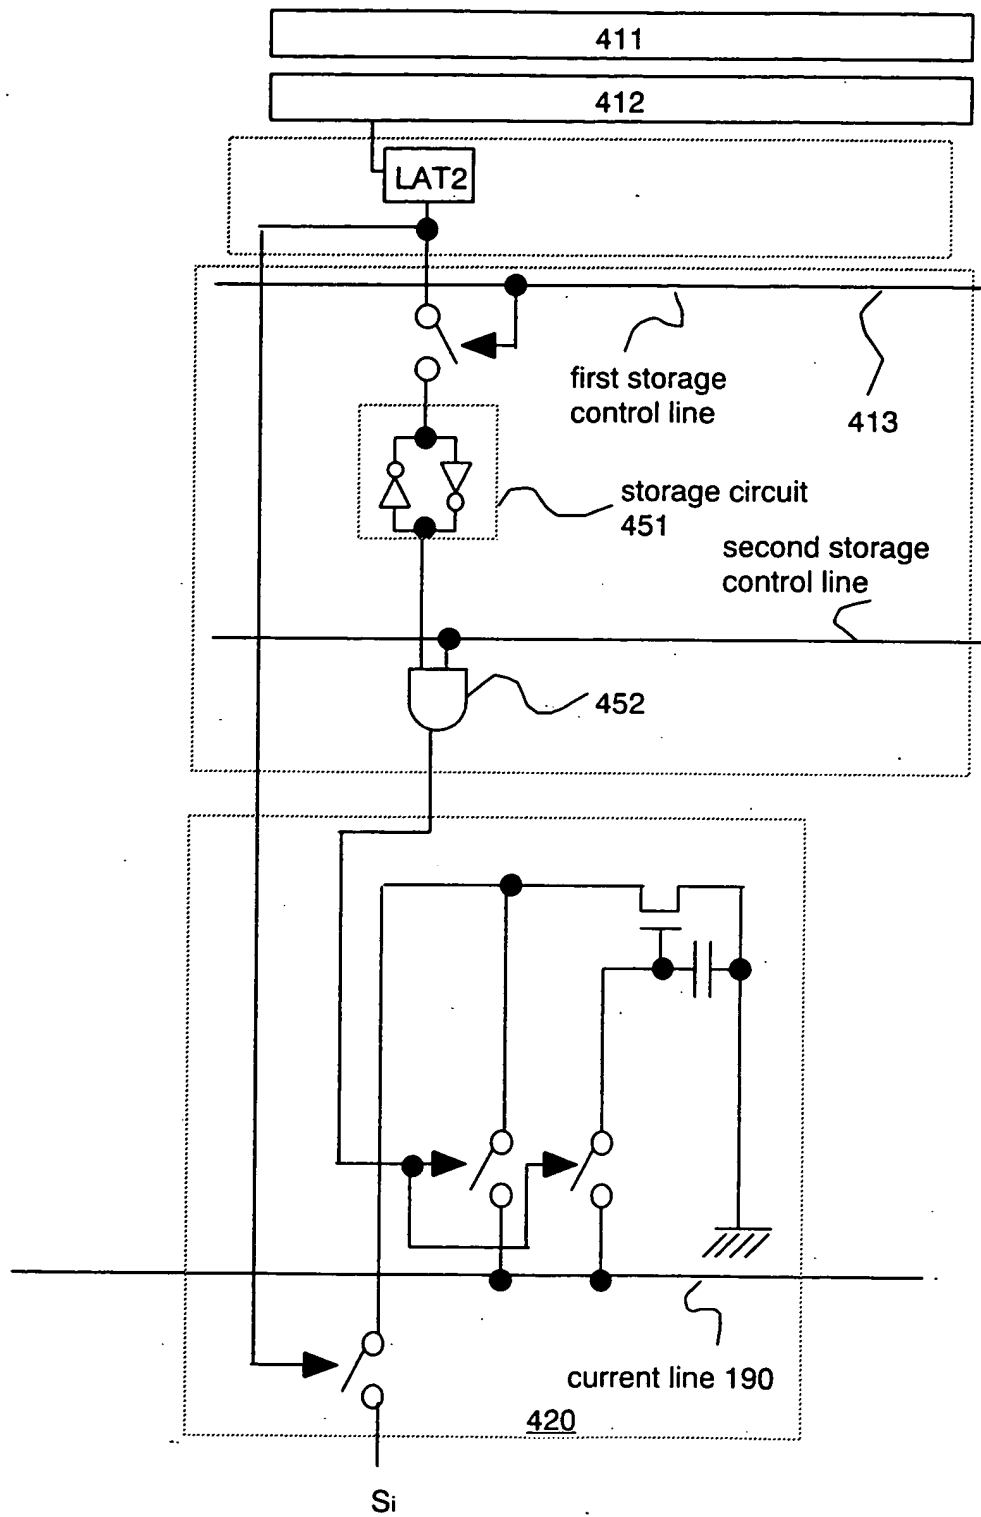 411
412
LAT2
first storage
control line
413
storage circuit
451
second storage
control line
452
current line 190
420
Si